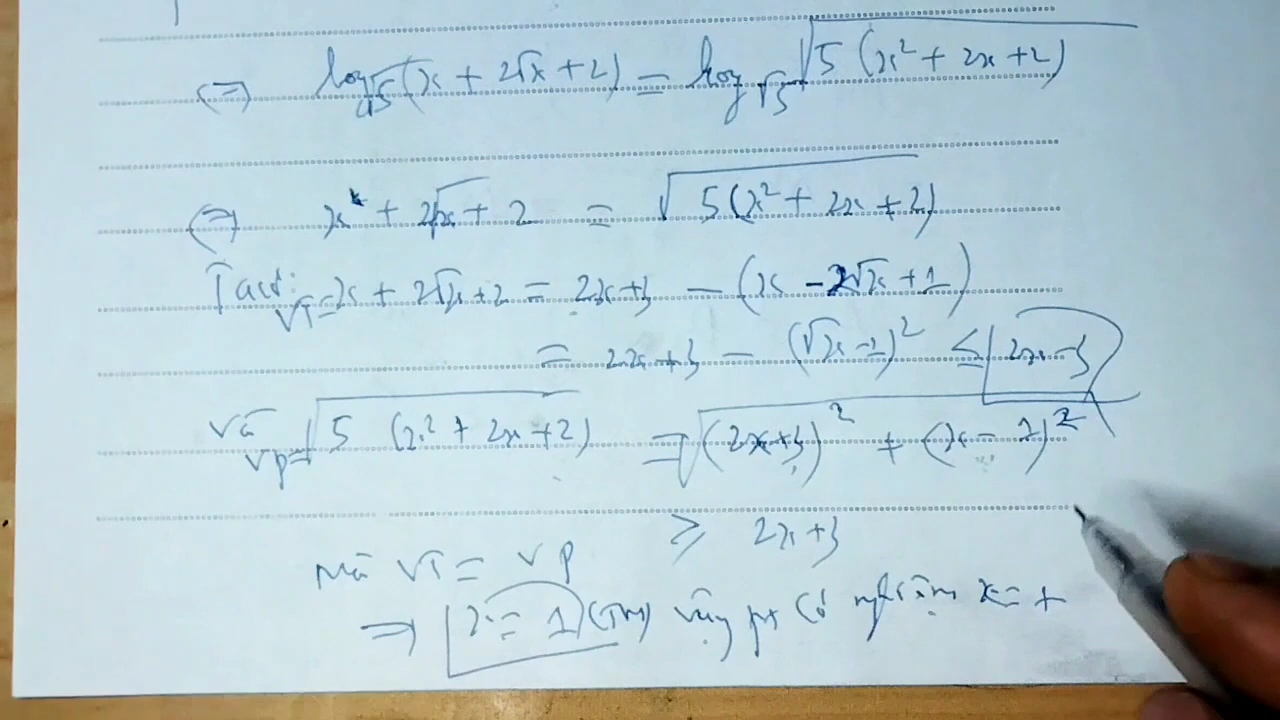 ⇔ log√5 (x + 2√x + 2) = log√5 √5(x² + 2x + 2)
⇔ x + 2√x + 2 = √5(x² + 2x + 2)
Ta có: VT = x + 2√x + 2 = 2x + 3 − (x − 2√x + 1)
= 2x + 3 − (√x − 1)² ≤ 2x + 3
Và VP = √5(x² + 2x + 2) = √(2x + 3)² + (x − 1)²
≥ 2x + 3
Mà VT = VP
⇒ x = 1 (TM) vậy pt có nghiệm x = 1